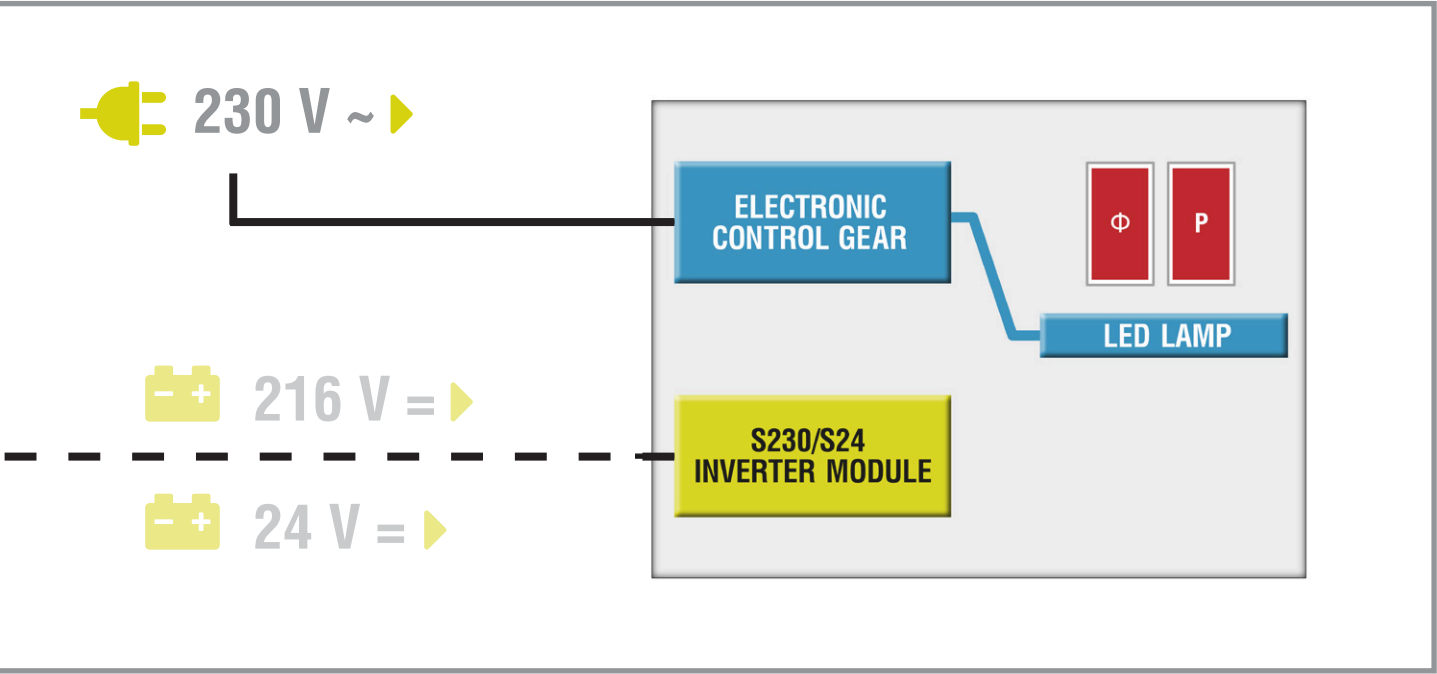 230 V ~
ELECTRONIC
CONTROL GEAR
Φ
P
LED LAMP
216 V =
S230/S24
INVERTER MODULE
24 V =